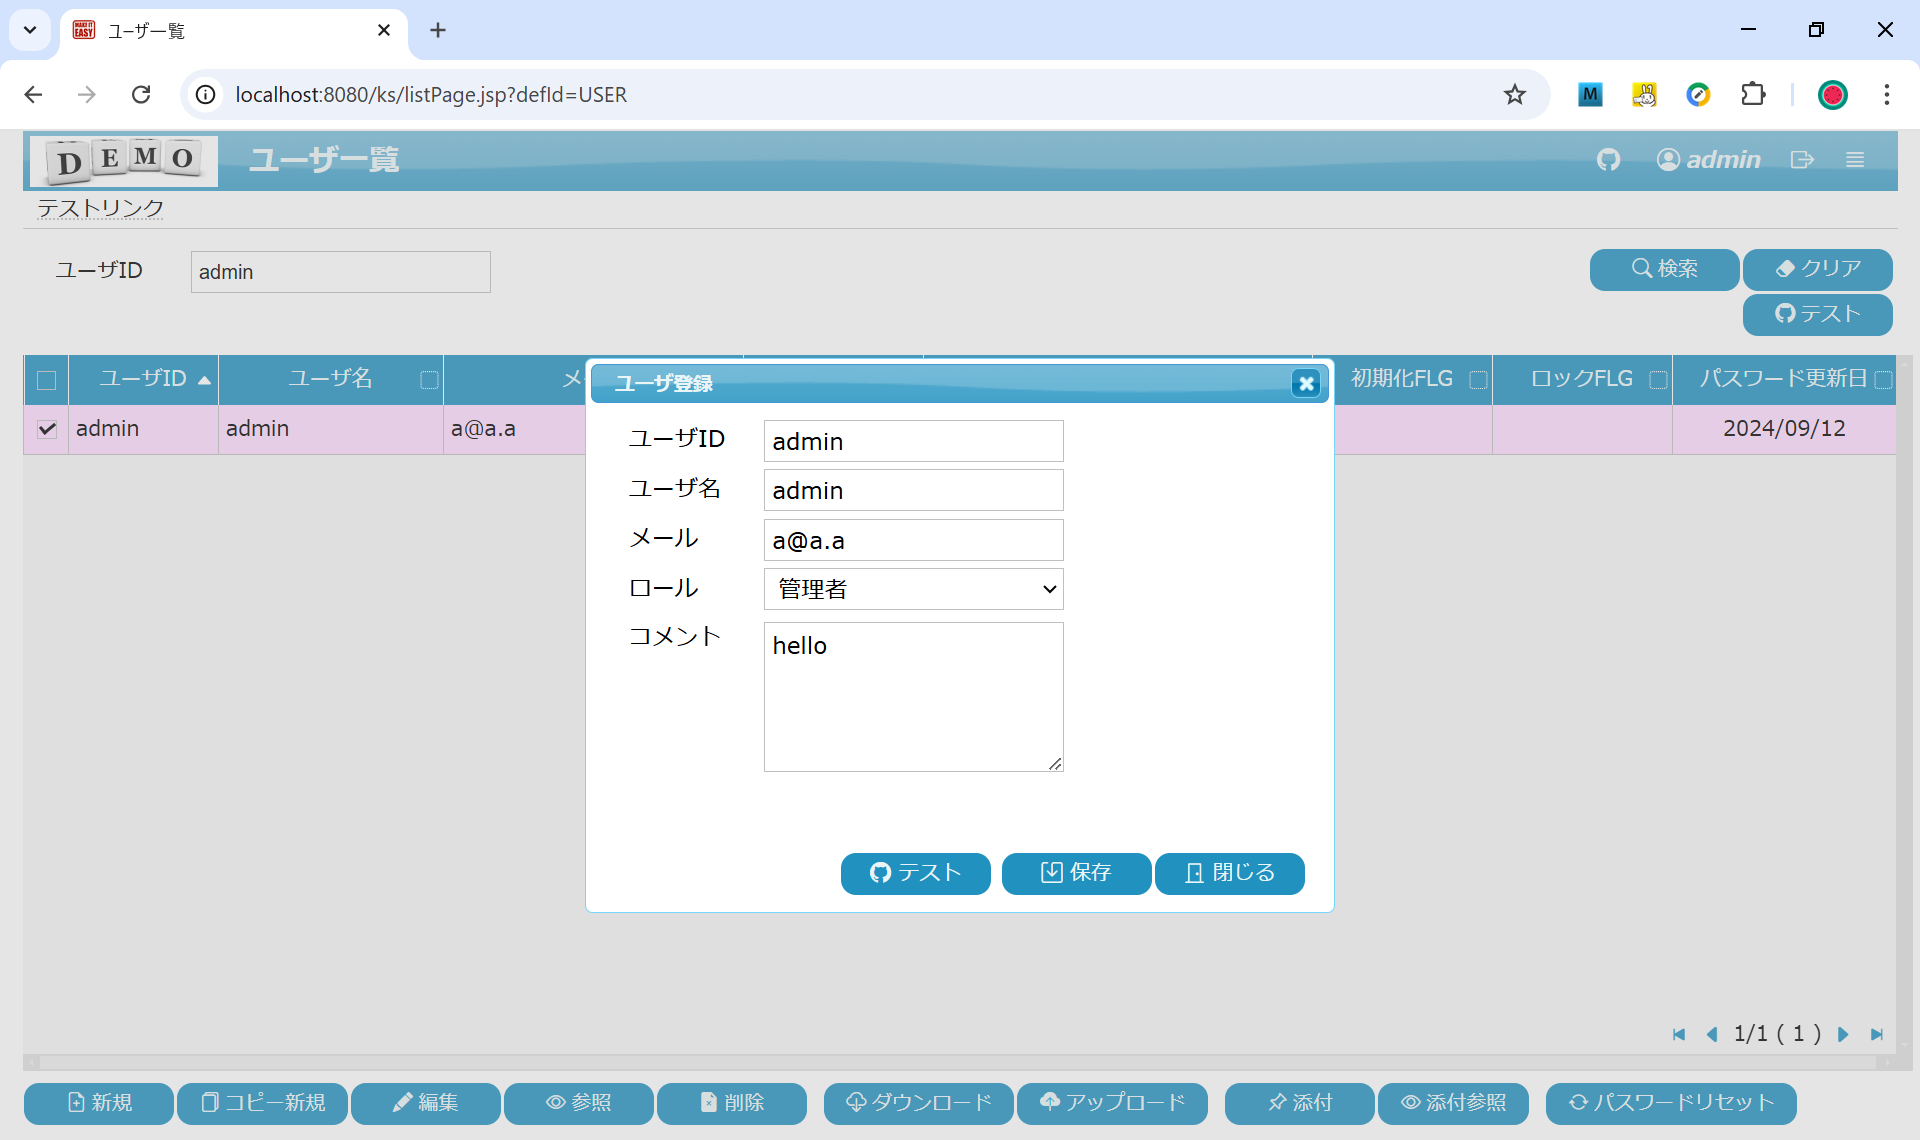 ユーザー覧
localhost:8080/ks/listPage.jsp?defId=USER
M
DEMO
ユーザー覧
admin
テストリンク
ユーザID
admin
検索
クリア
テスト
ユーザID
ユーザ名
メ
初期化FLG
ロックFLG
パスワード更新日
admin
admin
a@a.a
2024/09/12
ユーザ登録
ユーザID
admin
ユーザ名
admin
メール
a@a.a
ロール
管理者
コメント
hello
テスト
保存
閉じる
1/1 ( 1 )
新規
コピー新規
編集
参照
削除
ダウンロード
アップロード
添付
添付参照
パスワードリセット